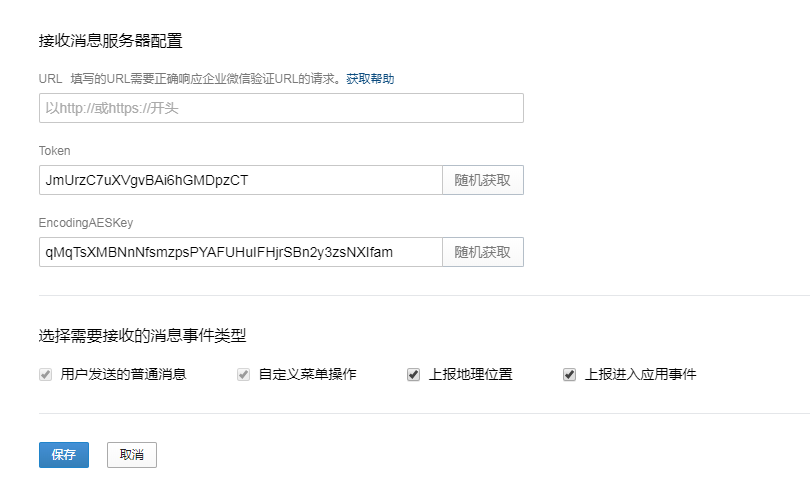 接收消息服务器配置
URL 填写的URL需要正确响应企业微信验证URL的请求。获取帮助
以http://或https://开头
Token
JmUrzC7uXVgvBAi6hGMDpzCT 随机获取
EncodingAESKey
qMqTsXMBNnNfsmzpsPYAFUHuIFHjrSBn2y3zsNXIfam 随机获取
选择需要接收的消息事件类型
用户发送的普通消息 自定义菜单操作 上报地理位置 上报进入应用事件
保存 取消